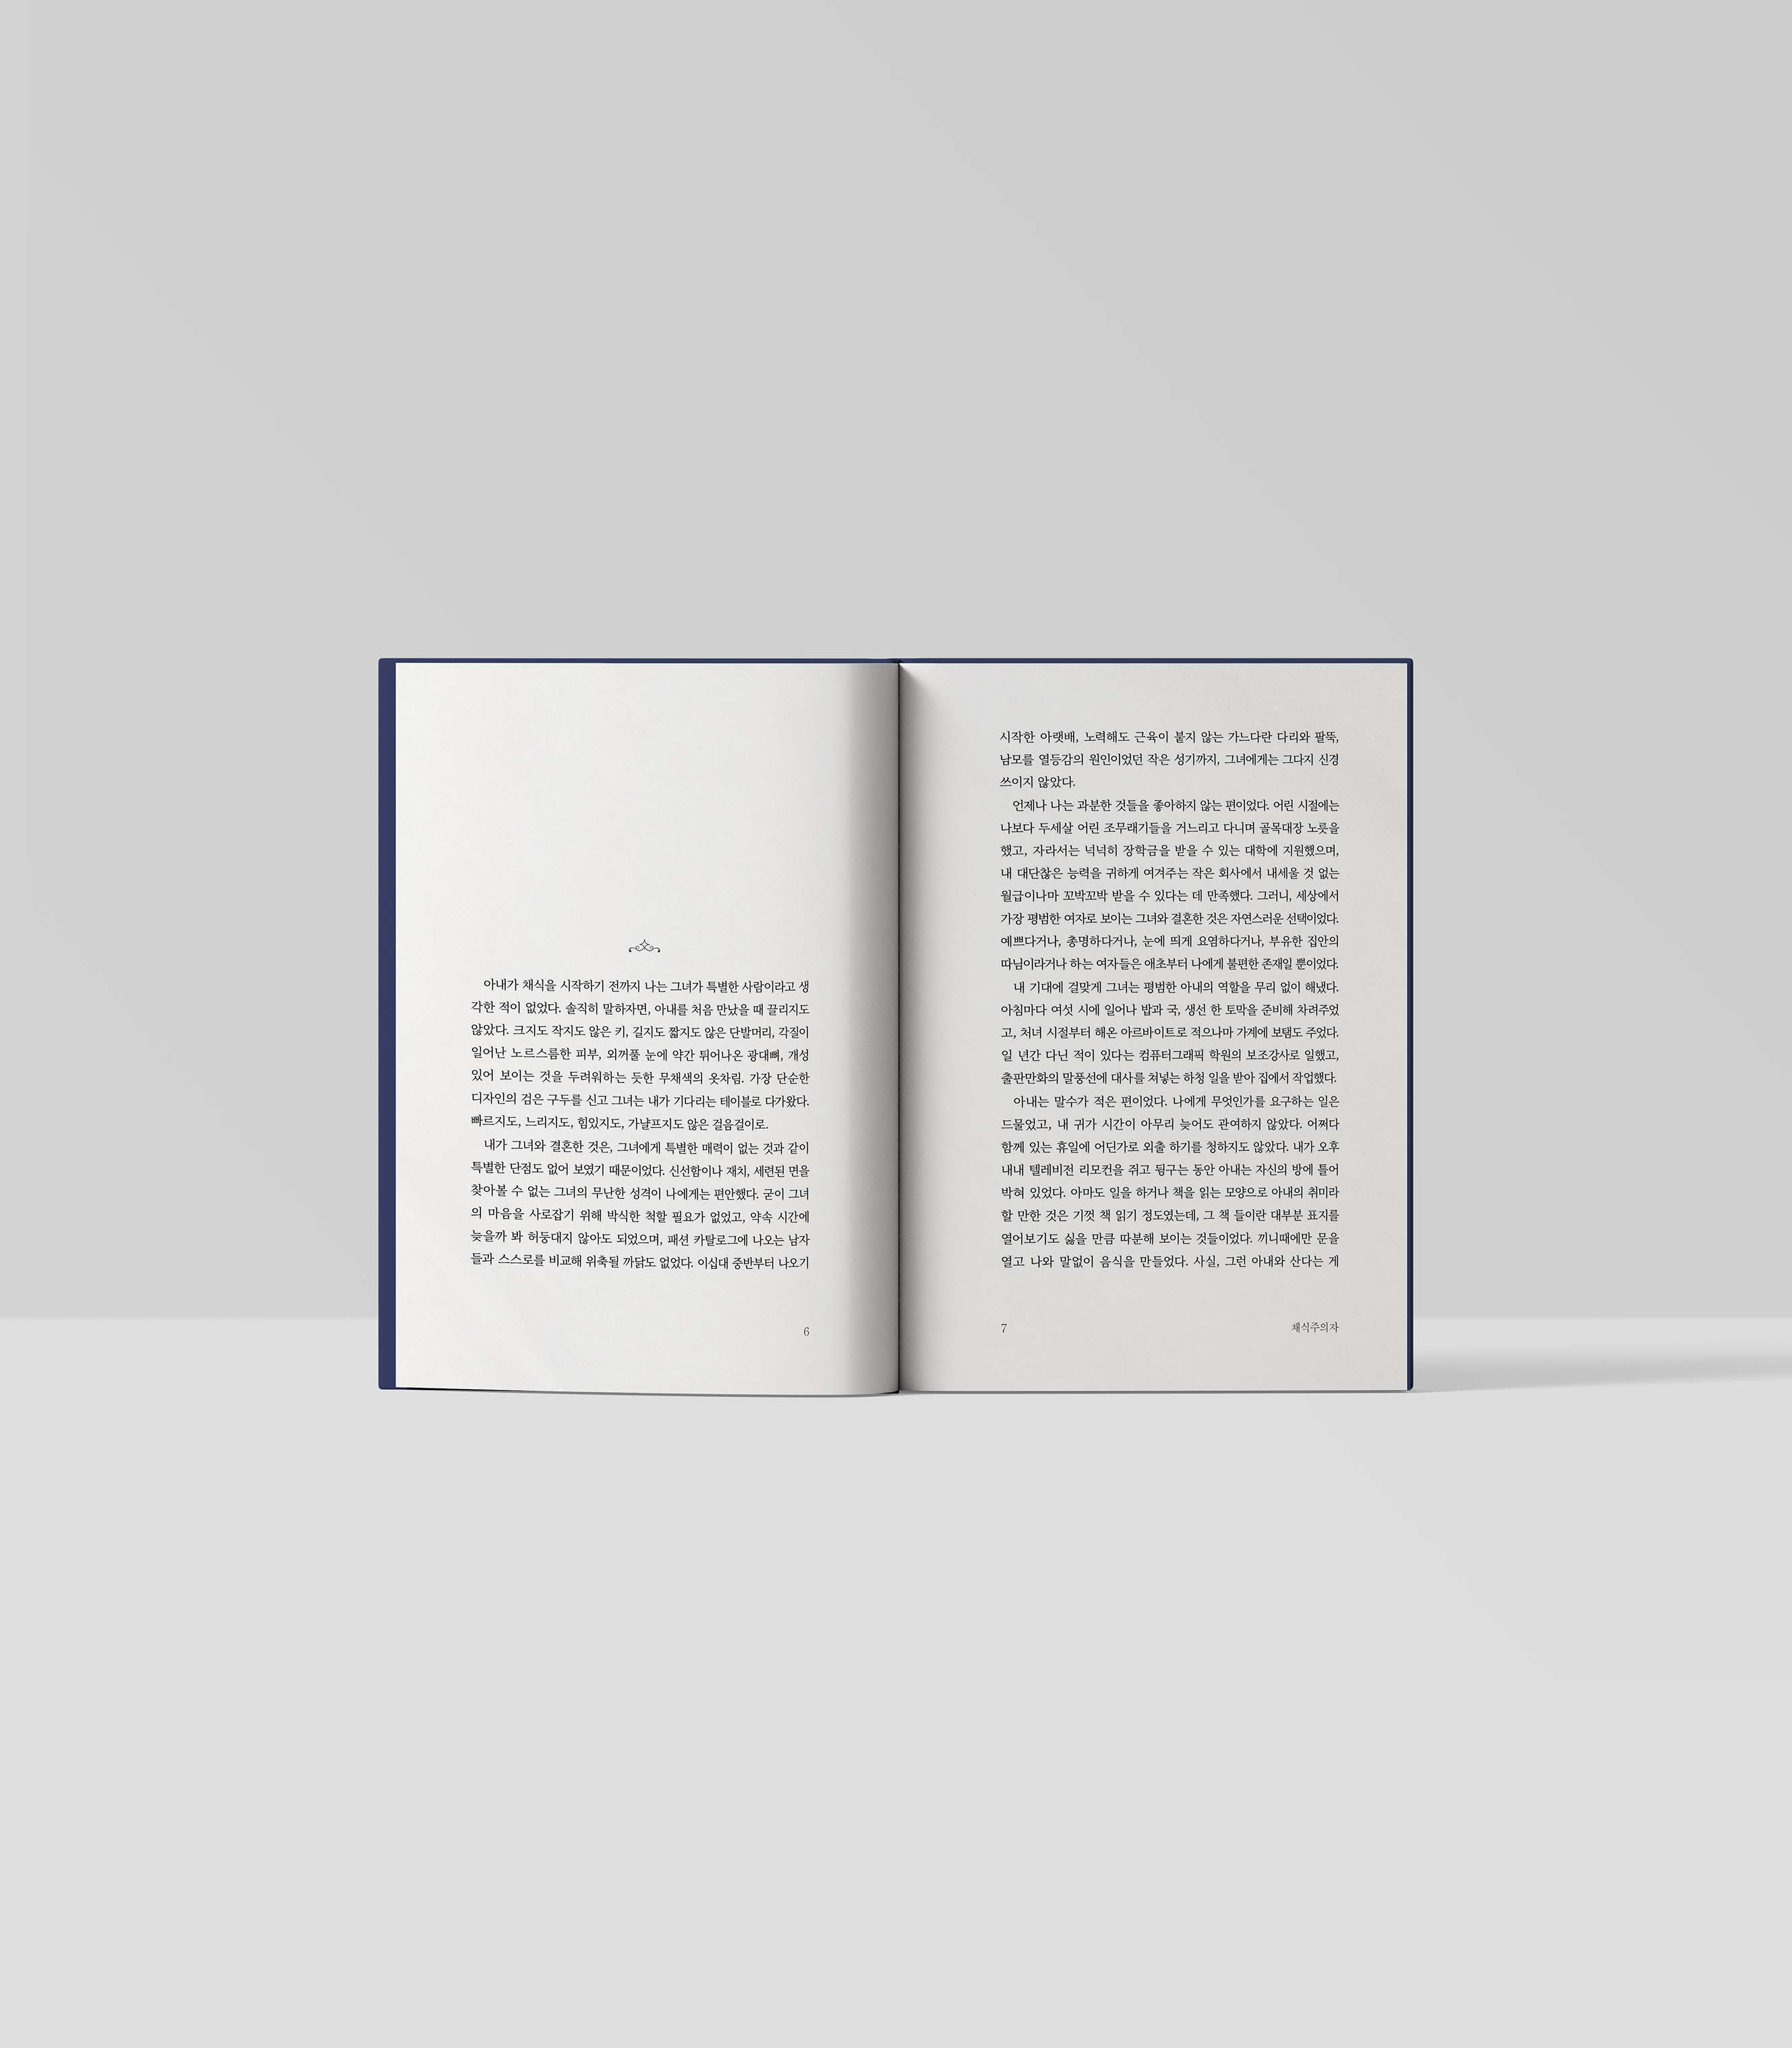 아내가 채식을 시작하기 전까지 나는 그녀가 특별한 사람이라고 생
각한 적이 없었다. 솔직히 말하자면, 아내를 처음 만났을 때 끌리지도
않았다. 크지도 작지도 않은 키, 길지도 짧지도 않은 단발머리, 각질이
일어난 노르스름한 피부, 외꺼풀 눈에 약간 튀어나온 광대뼈, 개성
있어 보이는 것을 두려워하는 듯한 무채색의 옷차림. 가장 단순한
디자인의 검은 구두를 신고 그녀는 내가 기다리는 테이블로 다가왔다.
빠르지도, 느리지도, 힘있지도, 가냘프지도 않은 걸음걸이로.
내가 그녀와 결혼한 것은, 그녀에게 특별한 매력이 없는 것과 같이
특별한 단점도 없어 보였기 때문이었다. 신선함이나 재치, 세련된 면을
찾아볼 수 없는 그녀의 무난한 성격이 나에게는 편안했다. 굳이 그녀
의 마음을 사로잡기 위해 박식한 척할 필요가 없었고, 약속 시간에
늦을까 봐 허둥대지 않아도 되었으며, 패션 카탈로그에 나오는 남자
들과 스스로를 비교해 위축될 까닭도 없었다. 이십대 중반부터 나오기
6
시작한 아랫배, 노력해도 근육이 붙지 않는 가느다란 다리와 팔뚝,
남모를 열등감의 원인이었던 작은 성기까지, 그녀에게는 그다지 신경
쓰이지 않았다.
언제나 나는 과분한 것들을 좋아하지 않는 편이었다. 어린 시절에는
나보다 두세살 어린 조무래기들을 거느리고 다니며 골목대장 노릇을
했고, 자라서는 넉넉히 장학금을 받을 수 있는 대학에 지원했으며,
내 대단찮은 능력을 귀하게 여겨주는 작은 회사에서 내세울 것 없는
월급이나마 꼬박꼬박 받을 수 있다는 데 만족했다. 그러니, 세상에서
가장 평범한 여자로 보이는 그녀와 결혼한 것은 자연스러운 선택이었다.
예쁘다거나, 총명하다거나, 눈에 띄게 요염하다거나, 부유한 집안의
따님이라거나 하는 여자들은 애초부터 나에게 불편한 존재일 뿐이었다.
내 기대에 걸맞게 그녀는 평범한 아내의 역할을 무리 없이 해냈다.
아침마다 여섯 시에 일어나 밥과 국, 생선 한 토막을 준비해 차려주었
고, 처녀 시절부터 해온 아르바이트로 적으나마 가계에 보탬도 주었다.
일 년간 다닌 적이 있다는 컴퓨터그래픽 학원의 보조강사로 일했고,
출판만화의 말풍선에 대사를 쳐넣는 하청 일을 받아 집에서 작업했다.
아내는 말수가 적은 편이었다. 나에게 무엇인가를 요구하는 일은
드물었고, 내 귀가 시간이 아무리 늦어도 관여하지 않았다. 어쩌다
함께 있는 휴일에 어딘가로 외출 하기를 청하지도 않았다. 내가 오후
내내 텔레비전 리모컨을 쥐고 뒹구는 동안 아내는 자신의 방에 틀어
박혀 있었다. 아마도 일을 하거나 책을 읽는 모양으로 아내의 취미라
할 만한 것은 기껏 책 읽기 정도였는데, 그 책 들이란 대부분 표지를
열어보기도 싫을 만큼 따분해 보이는 것들이었다. 끼니때에만 문을
열고 나와 말없이 음식을 만들었다. 사실, 그런 아내와 산다는 게
7 채식주의자